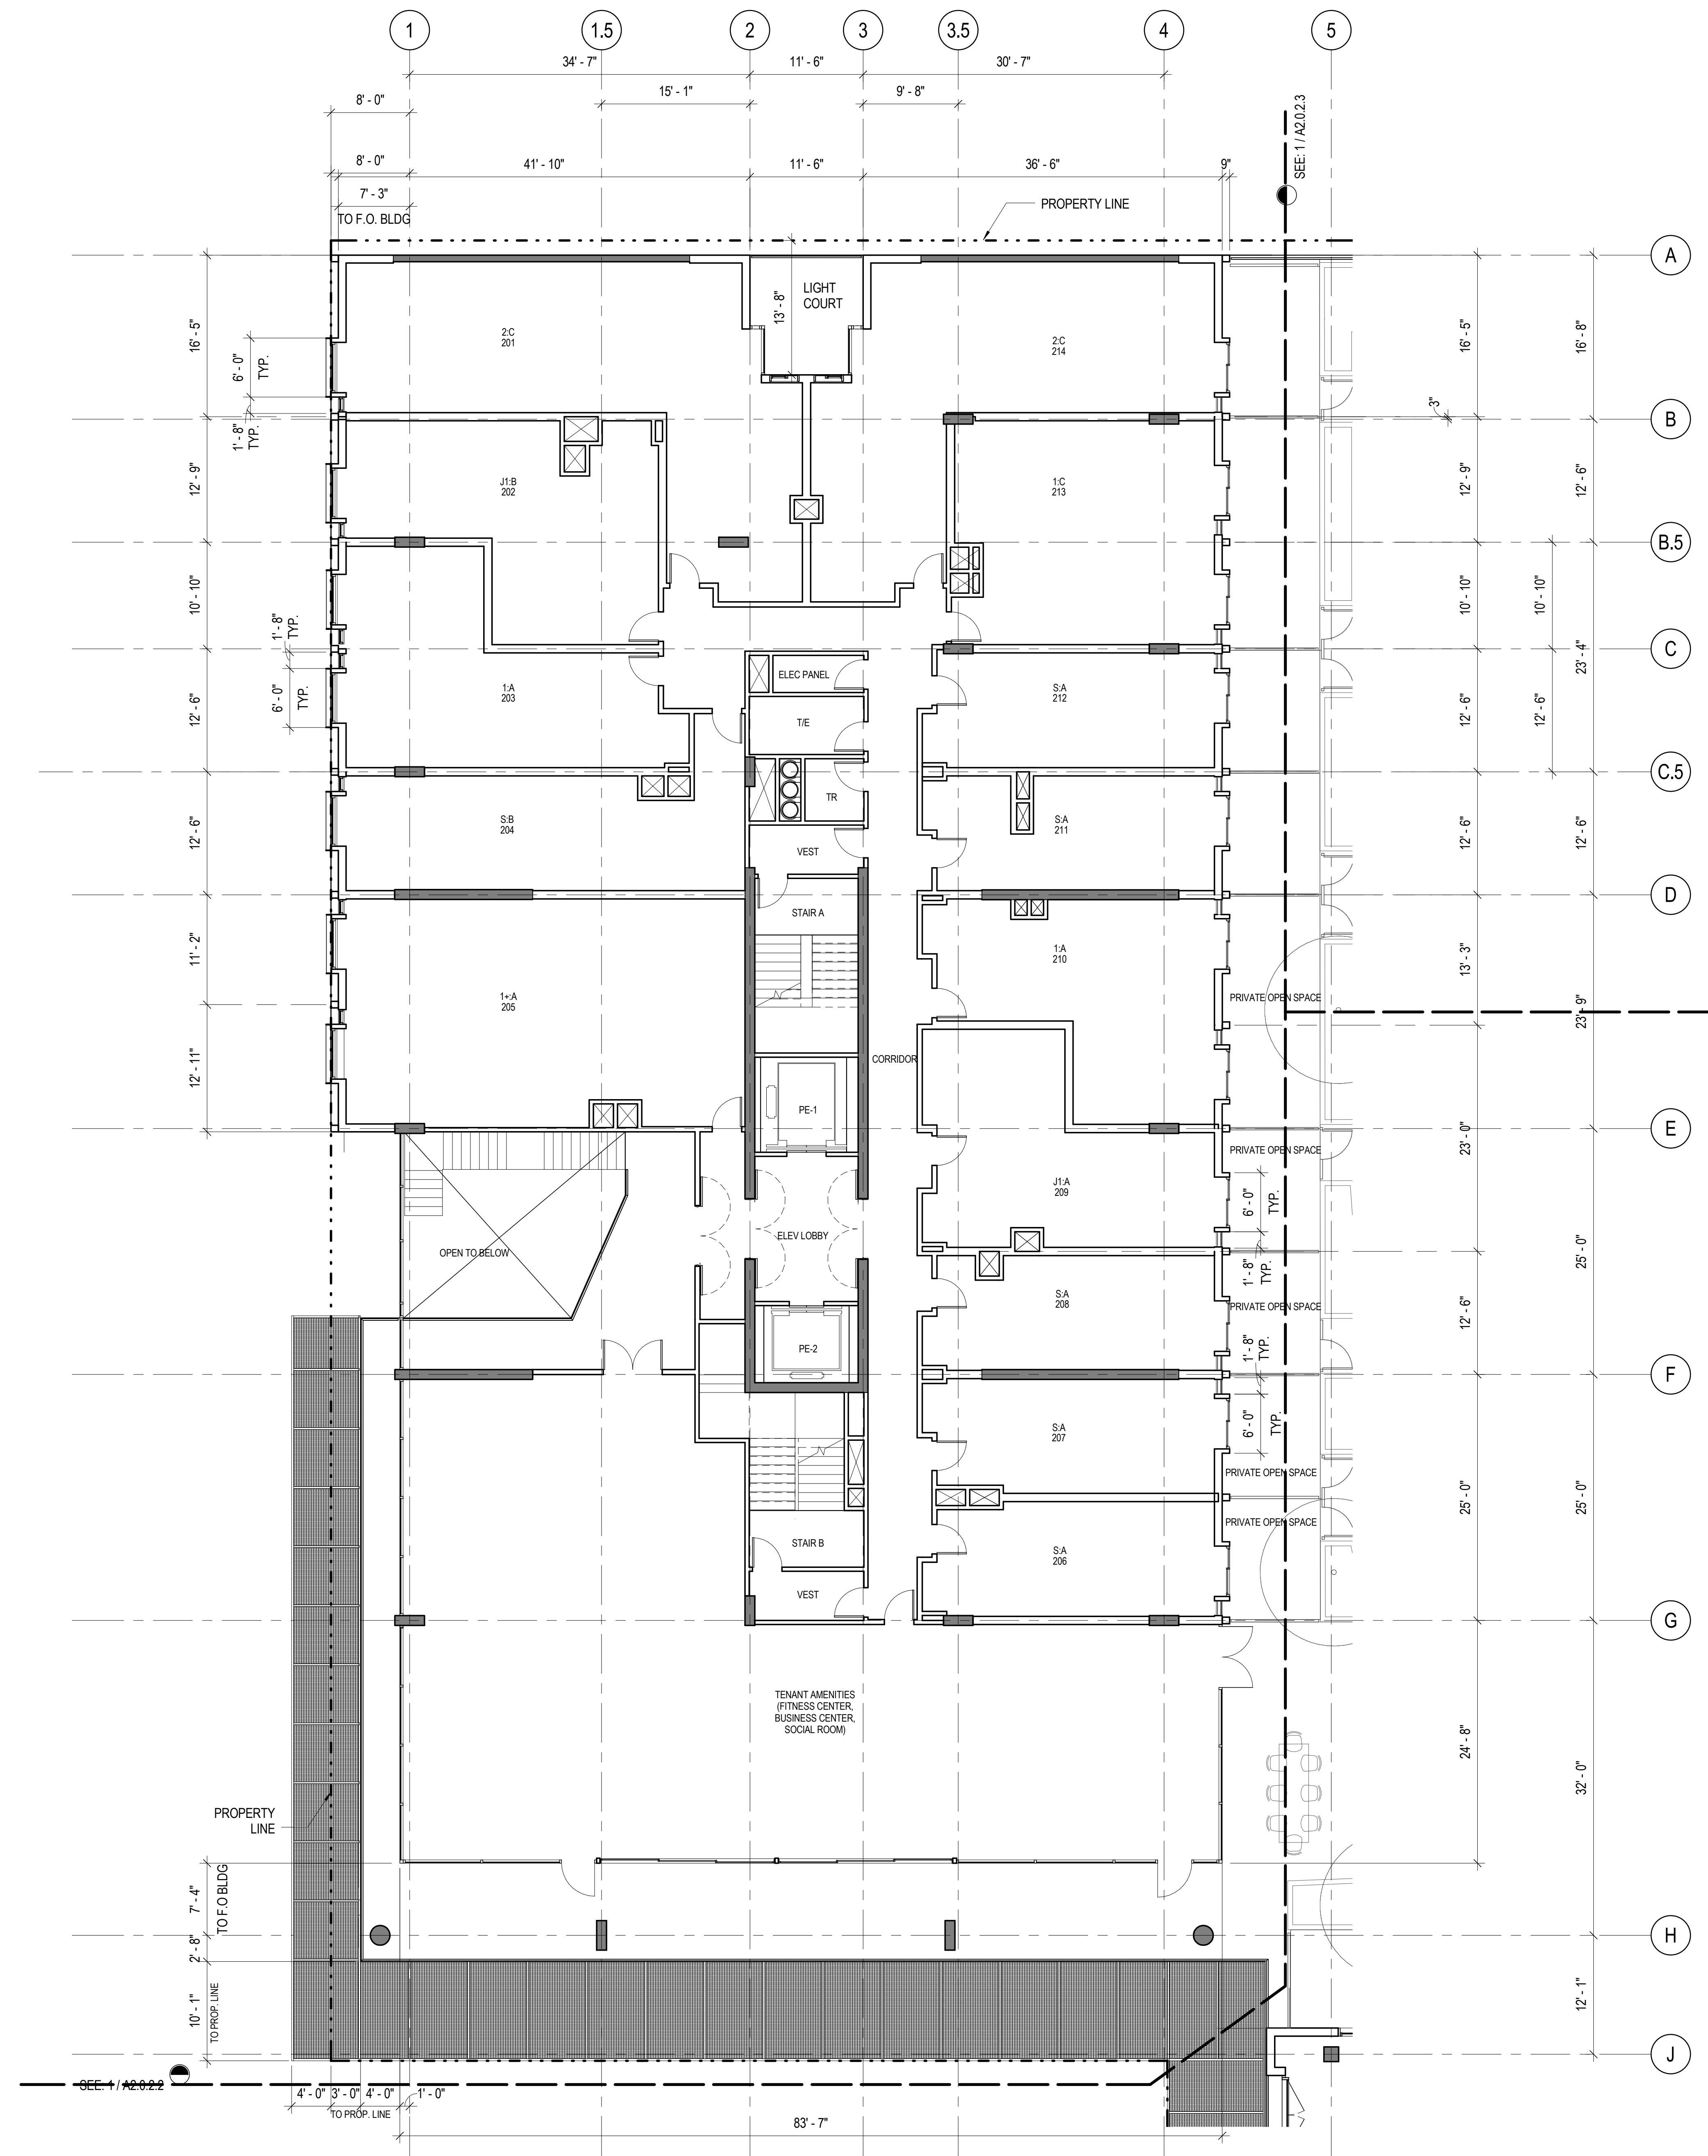 1
1.5
2
3
3.5
4
5
34' - 7"
11' - 6"
30' - 7"
15' - 1"
9' - 8"
8' - 0"
8' - 0"
41' - 10"
11' - 6"
36' - 6"
9"
7' - 3"
TO F.O. BLDG
PROPERTY LINE
SEE: 1 / A2.0.2.3
A
B
B.5
C
C.5
D
E
F
G
H
J
16' - 5"
6' - 0"
TYP.
1' - 8"
TYP.
12' - 9"
10' - 10"
1' - 8"
TYP.
6' - 0"
TYP.
12' - 6"
12' - 6"
11' - 2"
12' - 11"
LIGHT
COURT
13' - 8"
2:C
201
2:C
214
J1:B
202
1:C
213
1:A
203
ELEC PANEL
T/E
TR
VEST
S:A
212
S:B
204
S:A
211
STAIR A
1+:A
205
1:A
210
CORRIDOR
PE-1
ELEV LOBBY
PE-2
OPEN TO BELOW
J1:A
209
S:A
208
S:A
207
S:A
206
STAIR B
VEST
PRIVATE OPEN SPACE
PRIVATE OPEN SPACE
PRIVATE OPEN SPACE
PRIVATE OPEN SPACE
PRIVATE OPEN SPACE
6' - 0"
TYP.
1' - 8"
TYP.
1' - 8"
TYP.
6' - 0"
TYP.
16' - 5"
3"
12' - 9"
10' - 10"
12' - 6"
12' - 6"
13' - 3"
23' - 0"
12' - 6"
25' - 0"
24' - 8"
10' - 10"
12' - 6"
16' - 8"
12' - 6"
23' - 4"
12' - 6"
23' - 9"
25' - 0"
25' - 0"
32' - 0"
12' - 1"
TENANT AMENITIES
(FITNESS CENTER,
BUSINESS CENTER,
SOCIAL ROOM)
PROPERTY
LINE
7' - 4"
TO F.O BLDG
2' - 8"
10' - 1"
TO PROP. LINE
SEE: 1 / A2.0.2.2
4' - 0"
3' - 0"
4' - 0"
1' - 0"
TO PROP. LINE
83' - 7"